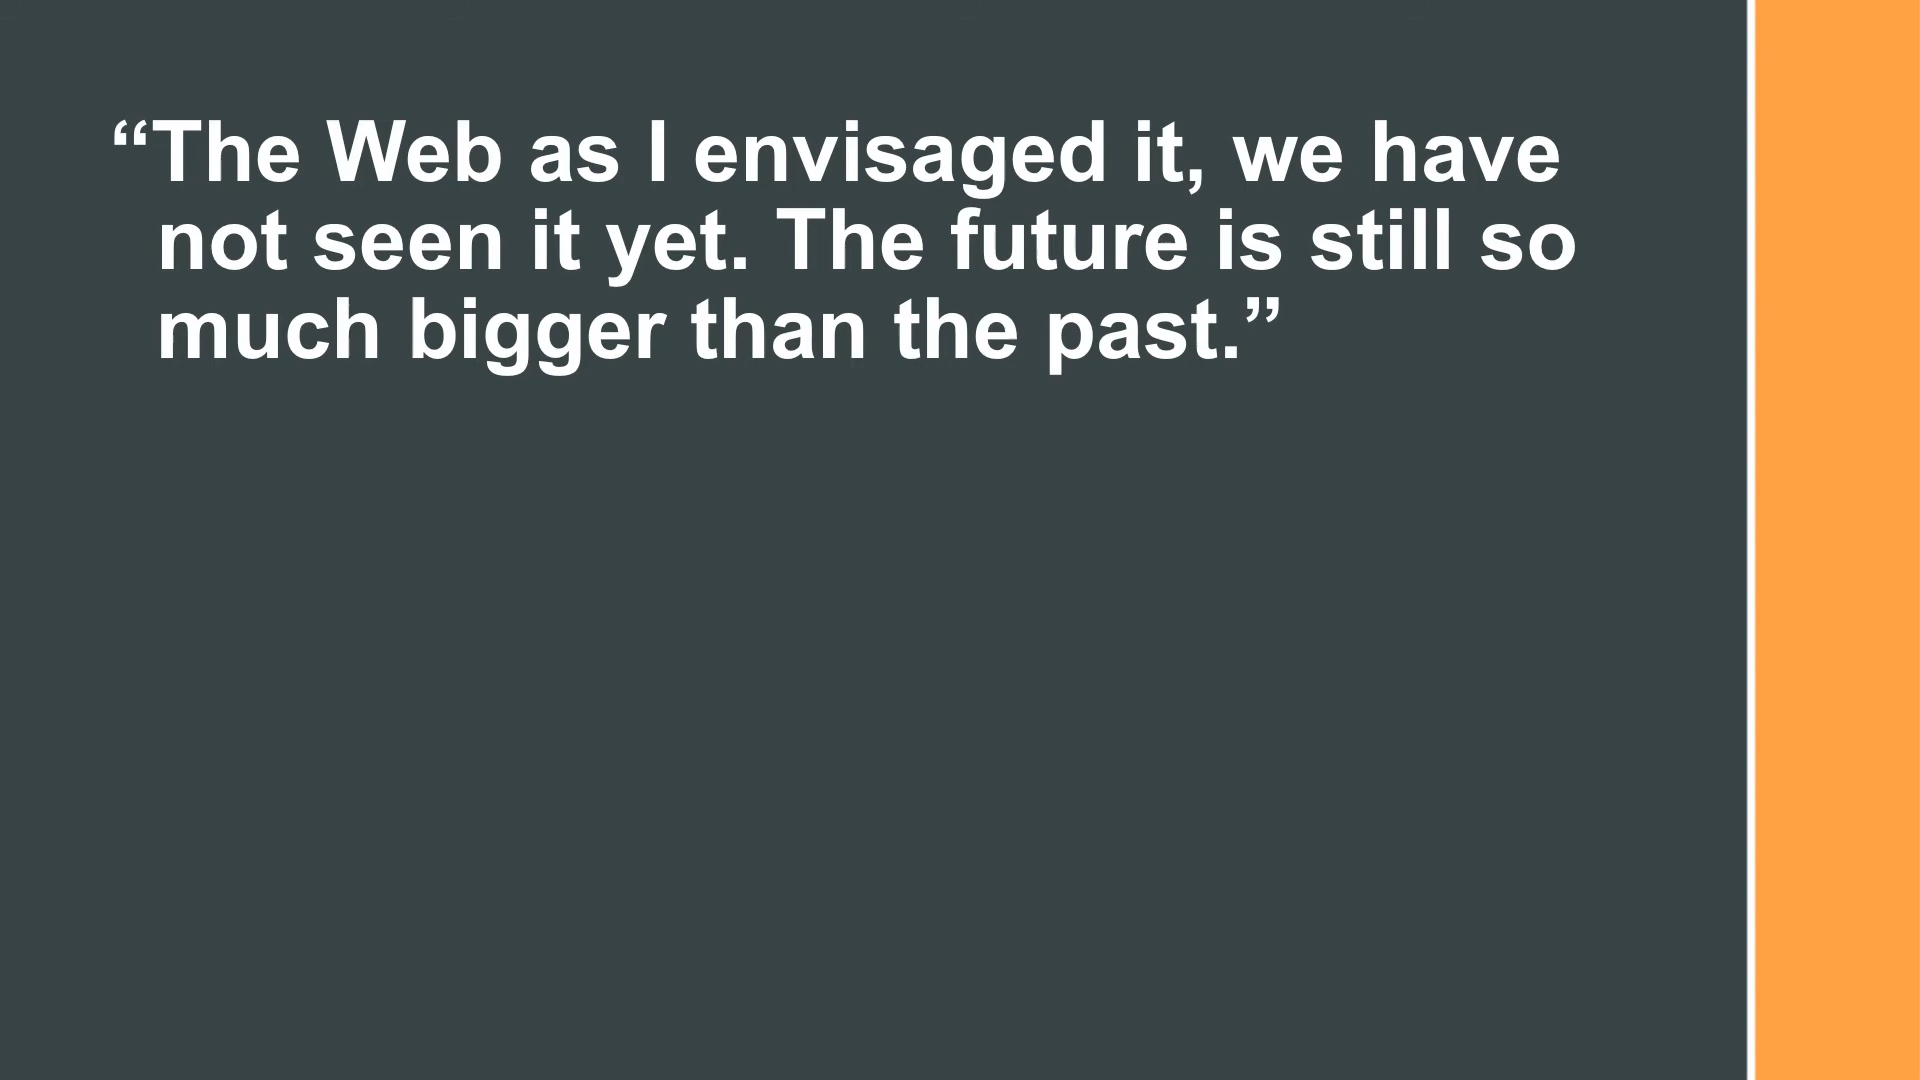 “The Web as I envisaged it, we have
not seen it yet. The future is still so
much bigger than the past.”